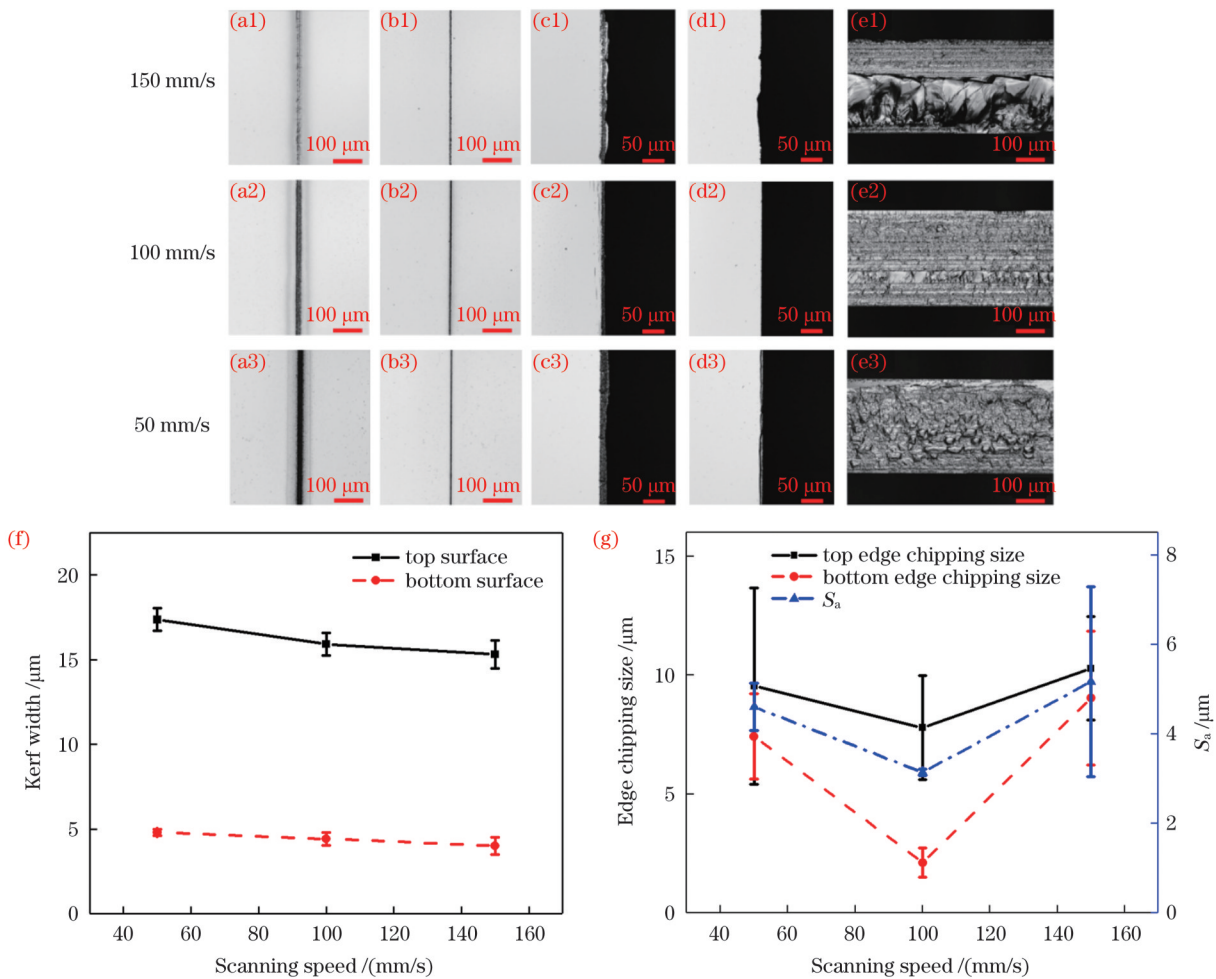 (a1) (b1) (c1) (d1) (e1)
150 mm/s
100 μm 100 μm 50 μm 50 μm 100 μm
(a2) (b2) (c2) (d2) (e2)
100 mm/s
100 μm 100 μm 50 μm 50 μm 100 μm
(a3) (b3) (c3) (d3) (e3)
50 mm/s
100 μm 100 μm 50 μm 50 μm 100 μm
(f)
top surface
bottom surface
20
15
10
5
0
Kerf width /μm
40 60 80 100 120 140 160
Scanning speed /(mm/s)
(g)
top edge chipping size
bottom edge chipping size
Sa
15
10
5
0
Edge chipping size /μm
8
6
4
2
0
Sa /μm
40 60 80 100 120 140 160
Scanning speed /(mm/s)